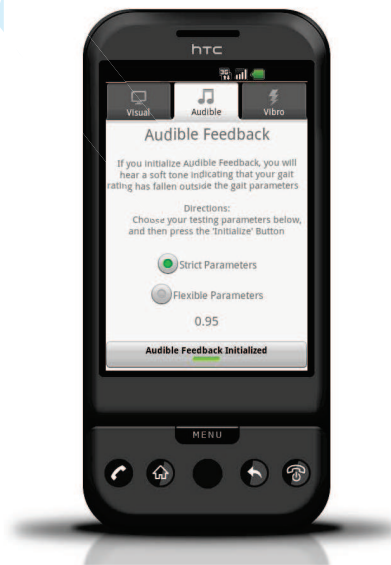 hTC
3G
Visual
Audible
Vibro
Audible Feedback
If you initialize Audible Feedback, you will
hear a soft tone indicating that your gait
rating has fallen outside the gait parameters
Directions:
Choose your testing parameters below,
and then press the 'Initialize' Button
Strict Parameters
Flexible Parameters
0.95
Audible Feedback Initialized
MENU